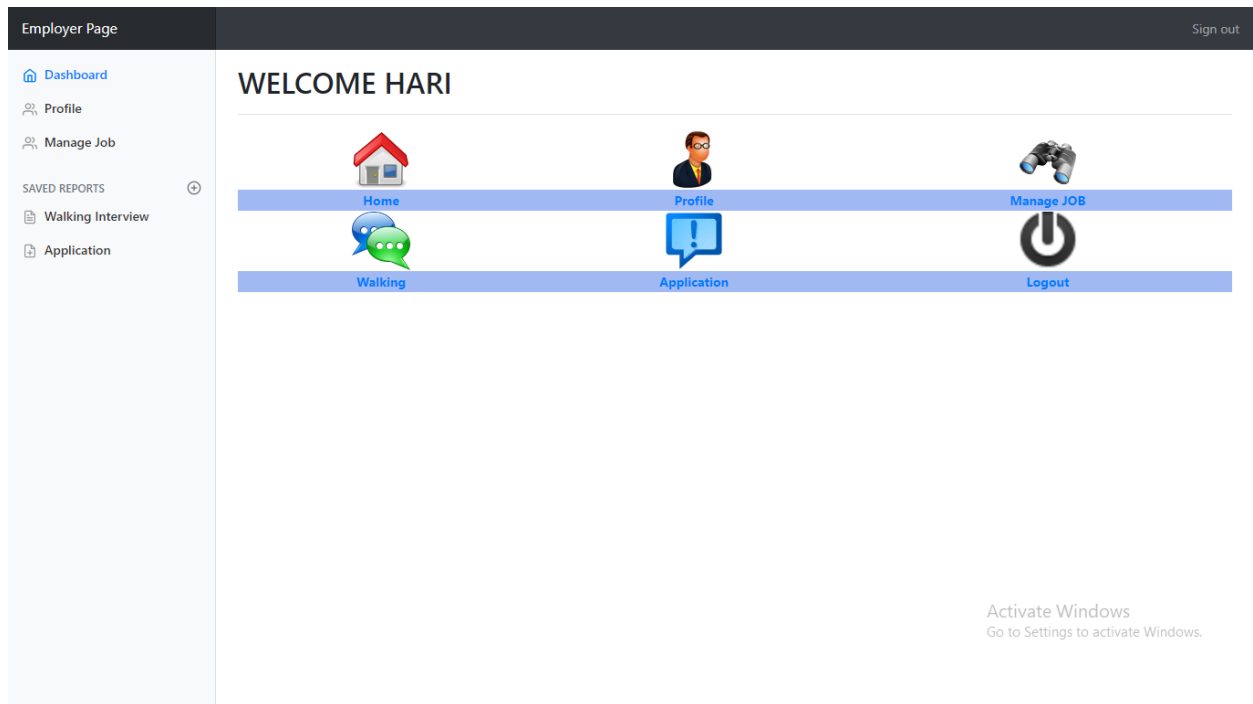 Employer Page
Sign out
Dashboard
Profile
Manage Job
SAVED REPORTS
Walking Interview
Application
WELCOME HARI
Home Profile Manage JOB
Walking Application Logout
Activate Windows
Go to Settings to activate Windows.